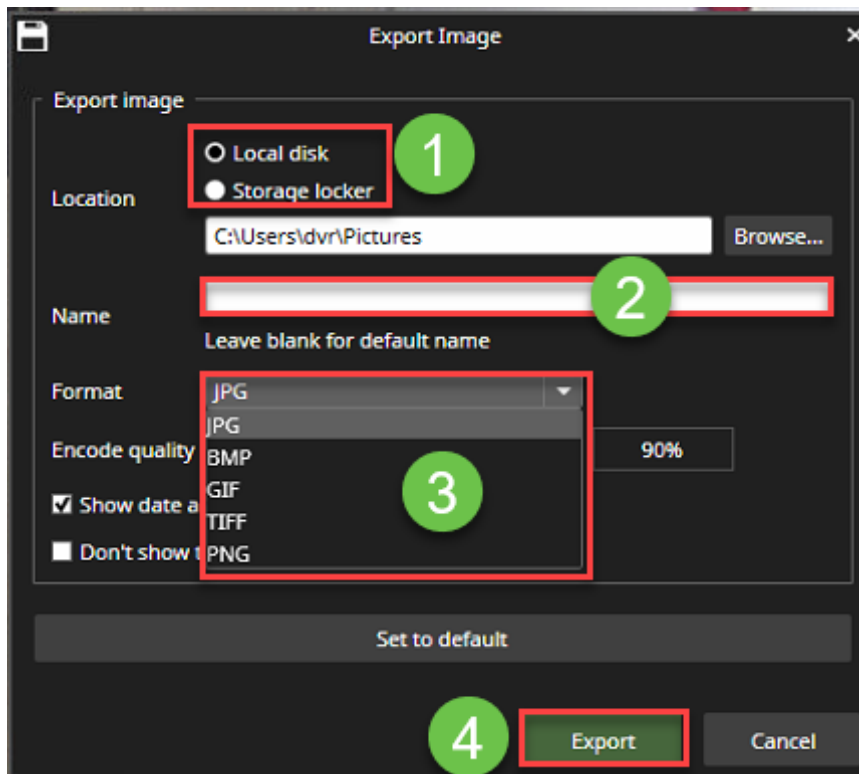 Export Image
Export image
Local disk
1
Storage locker
Location
C:\Users\dvr\Pictures
Browse...
2
Name
Leave blank for default name
Format
JPG
JPG
Encode quality
90%
BMP
GIF
3
Show date a
TIFF
Don't show t
PNG
Set to default
4
Export
Cancel